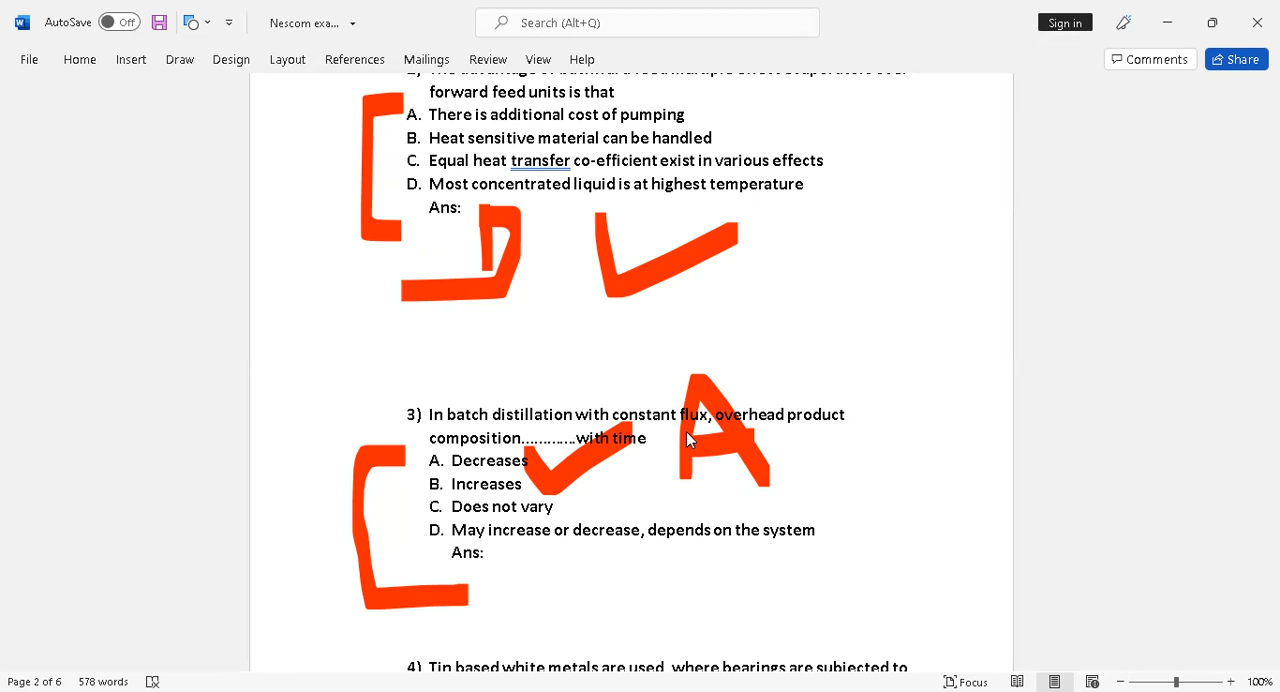 AutoSave Off Nescom exa... Search (Alt+Q) Sign in
File Home Insert Draw Design Layout References Mailings Review View Help Comments Share
forward feed units is that
A. There is additional cost of pumping
B. Heat sensitive material can be handled
C. Equal heat transfer co-efficient exist in various effects
D. Most concentrated liquid is at highest temperature
Ans:
D
3) In batch distillation with constant flux, overhead product
composition............with time
A
A. Decreases
B. Increases
C. Does not vary
D. May increase or decrease, depends on the system
Ans:
4) Tin based white metals are used, where bearings are subjected to
Page 2 of 6 578 words Focus 100%